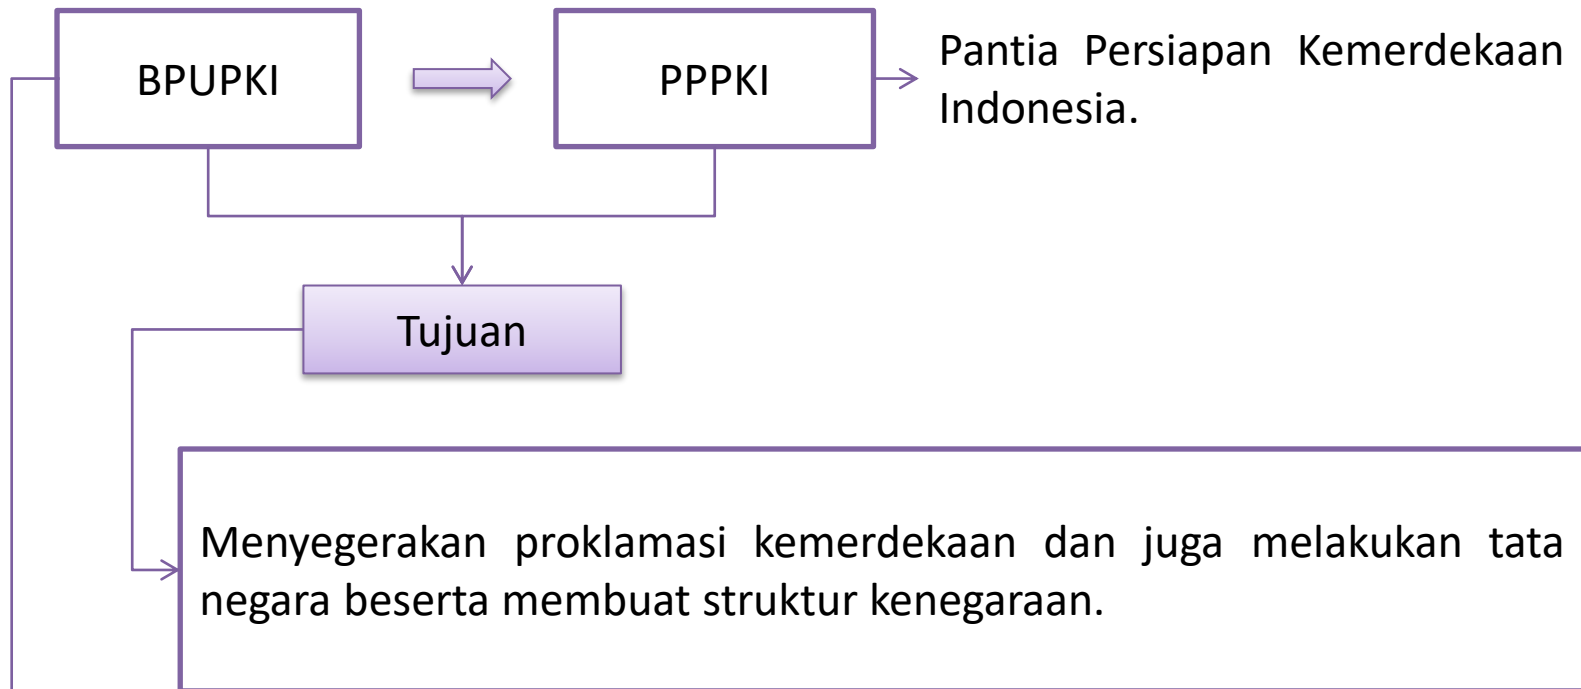 BPUPKI
PPPKI
Pantia Persiapan Kemerdekaan
Indonesia.
Tujuan
Menyegerakan proklamasi kemerdekaan dan juga melakukan tata
negara beserta membuat struktur kenegaraan.